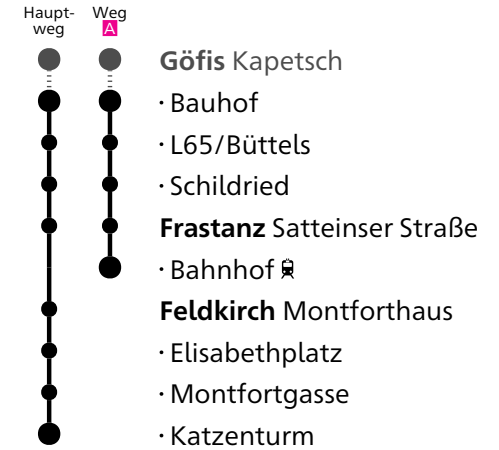 Haupt-
weg
Weg
A
Göfis Kapetsch
· Bauhof
· L65/Büttels
· Schildried
Frastanz Satteinser Straße
· Bahnhof
Feldkirch Montforthaus
· Elisabethplatz
· Montfortgasse
· Katzenturm